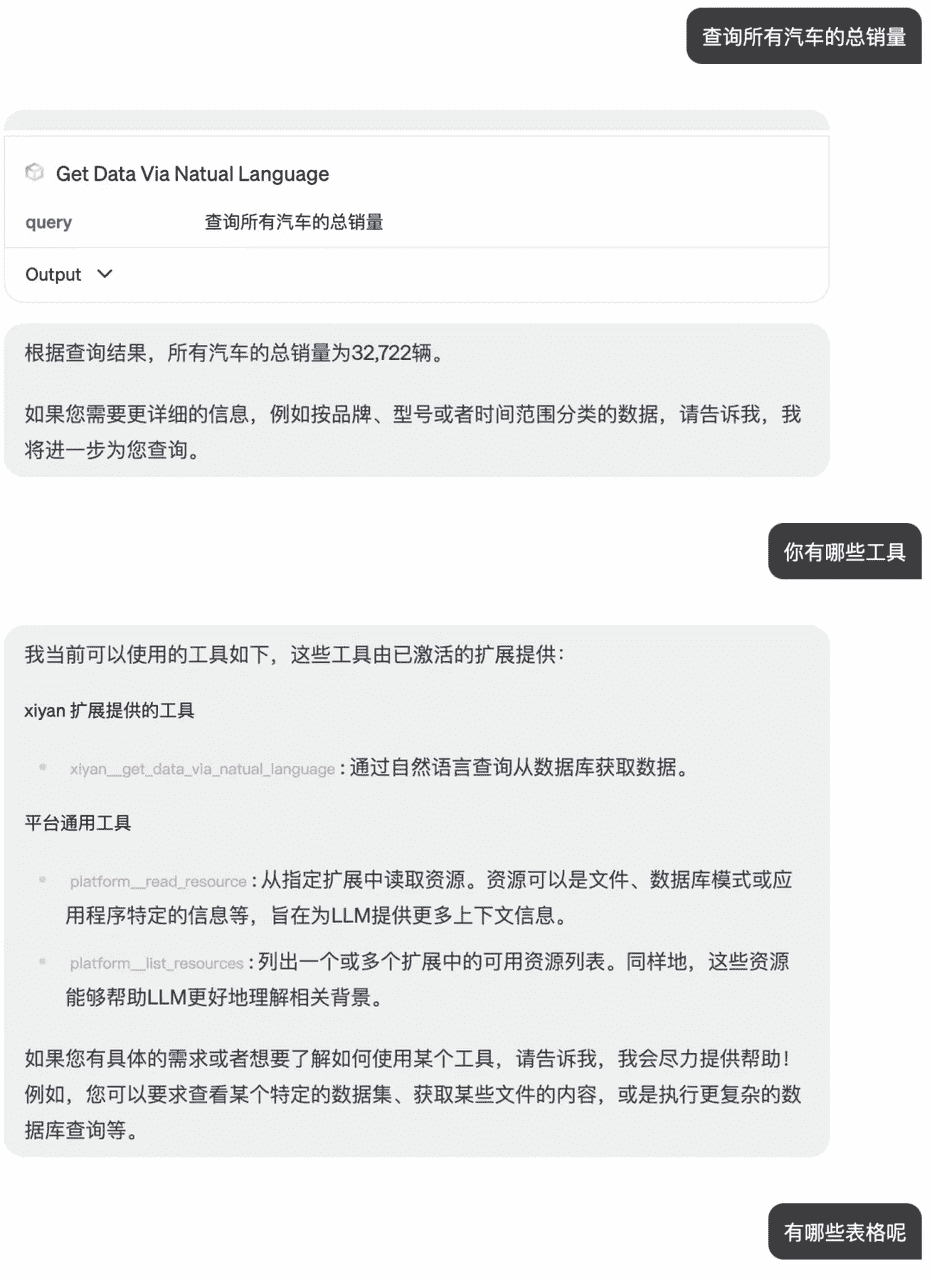 查询所有汽车的总销量
Get Data Via Natual Language
query 查询所有汽车的总销量
Output
根据查询结果，所有汽车的总销量为32,722辆。
如果您需要更详细的信息，例如按品牌、型号或者时间范围分类的数据，请告诉我，我
将进一步为您查询。
你有哪些工具
我当前可以使用的工具如下，这些工具由已激活的扩展提供：
xiyan 扩展提供的工具
xiyan__get_data_via_natual_language：通过自然语言查询从数据库获取数据。
平台通用工具
platform__read_resource：从指定扩展中读取资源。资源可以是文件、数据库模式或应
用程序特定的信息等，旨在为LLM提供更多上下文信息。
platform__list_resources：列出一个或多个扩展中的可用资源列表。同样地，这些资源
能够帮助LLM更好地理解相关背景。
如果您有具体的需求或者想要了解如何使用某个工具，请告诉我，我会尽力提供帮助！
例如，您可以要求查看某个特定的数据集、获取某些文件的内容，或是执行更复杂的数
据库查询等。
有哪些表格呢